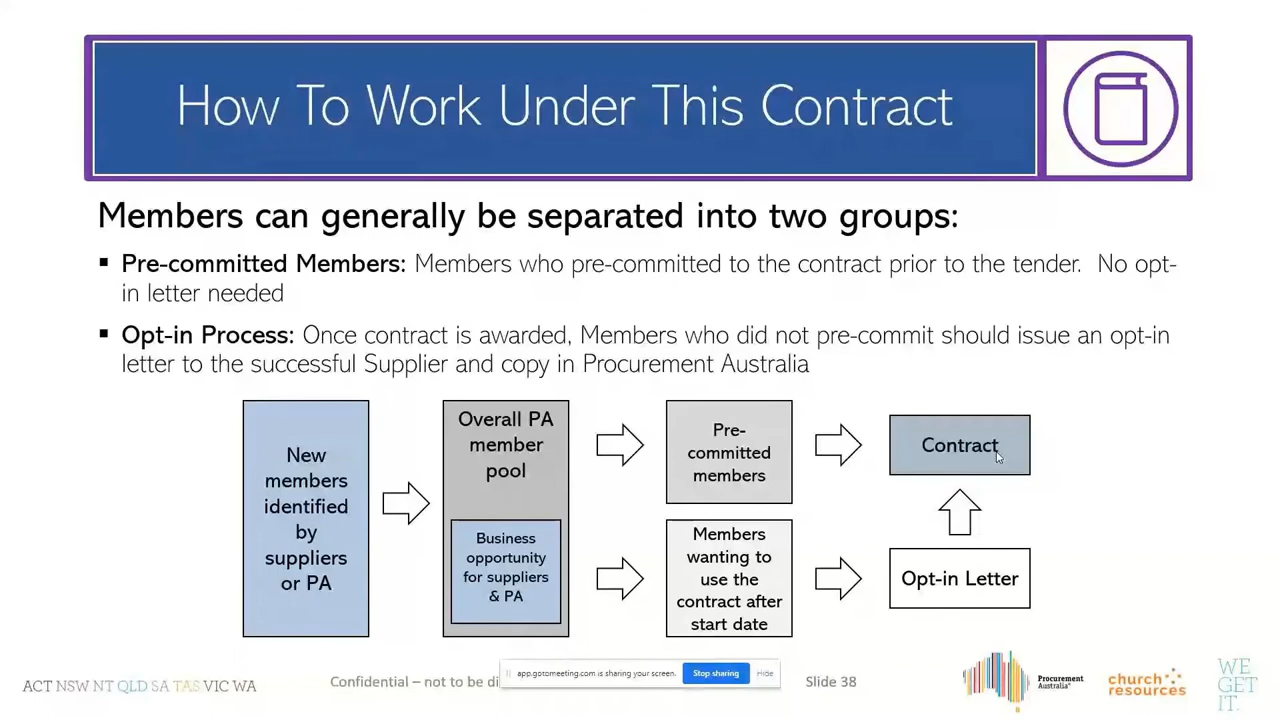 How To Work Under This Contract
Members can generally be separated into two groups:
▪ Pre-committed Members: Members who pre-committed to the contract prior to the tender.  No opt-
in letter needed
▪ Opt-in Process: Once contract is awarded, Members who did not pre-commit should issue an opt-in
letter to the successful Supplier and copy in Procurement Australia
New
members
identified
by
suppliers
or PA
Overall PA
member
pool
Business
opportunity
for suppliers
& PA
Pre-
committed
members
Members
wanting to
use the
contract after
start date
Contract
Opt-in Letter
ACT NSW NT QLD SA TAS VIC WA
Confidential – not to be di
app.gotomeeting.com is sharing your screen.
Stop sharing
Hide
Slide 38
Procurement
Australia
church
resources
WE
GET
IT.